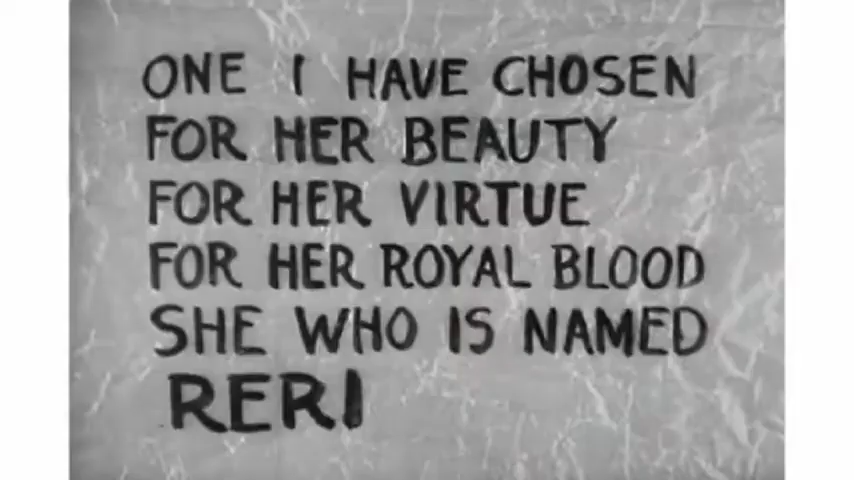 ONE I HAVE CHOSEN
FOR HER BEAUTY
FOR HER VIRTUE
FOR HER ROYAL BLOOD
SHE WHO IS NAMED
RERI